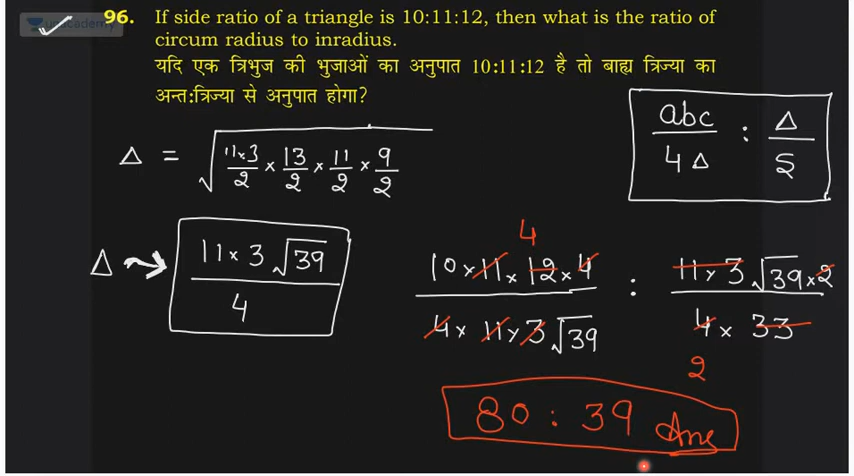 96. If side ratio of a triangle is 10:11:12, then what is the ratio of
circum radius to inradius.
यदि एक त्रिभुज की भुजाओं का अनुपात 10:11:12 है तो बाह्य त्रिज्या का
अन्त:त्रिज्या से अनुपात होगा?
abc/4Δ : Δ/S
Δ = √(11×3/2 × 13/2 × 11/2 × 9/2)
Δ → 11 × 3 √39 / 4
4
10 × 11 × 12 × 4 / 4 × 11 × 3 √39 : 11 × 3 √39 × 2 / 4 × 33
2
80 : 39 Ans